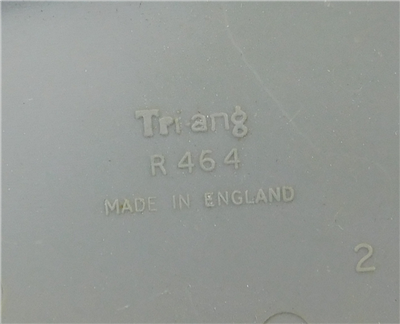 Tri-ang
R 464
MADE IN ENGLAND
2